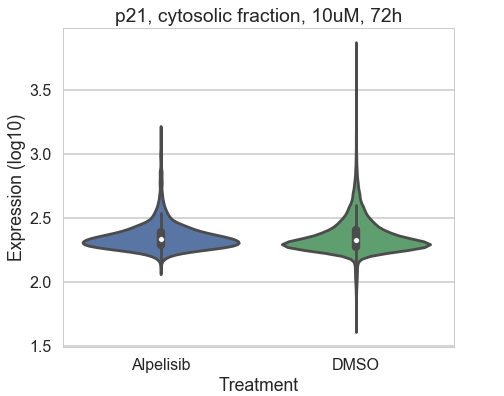 p21, cytosolic fraction, 10uM, 72h
Expression (log10)
3.5
3.0
2.5
2.0
1.5
Alpelisib DMSO
Treatment